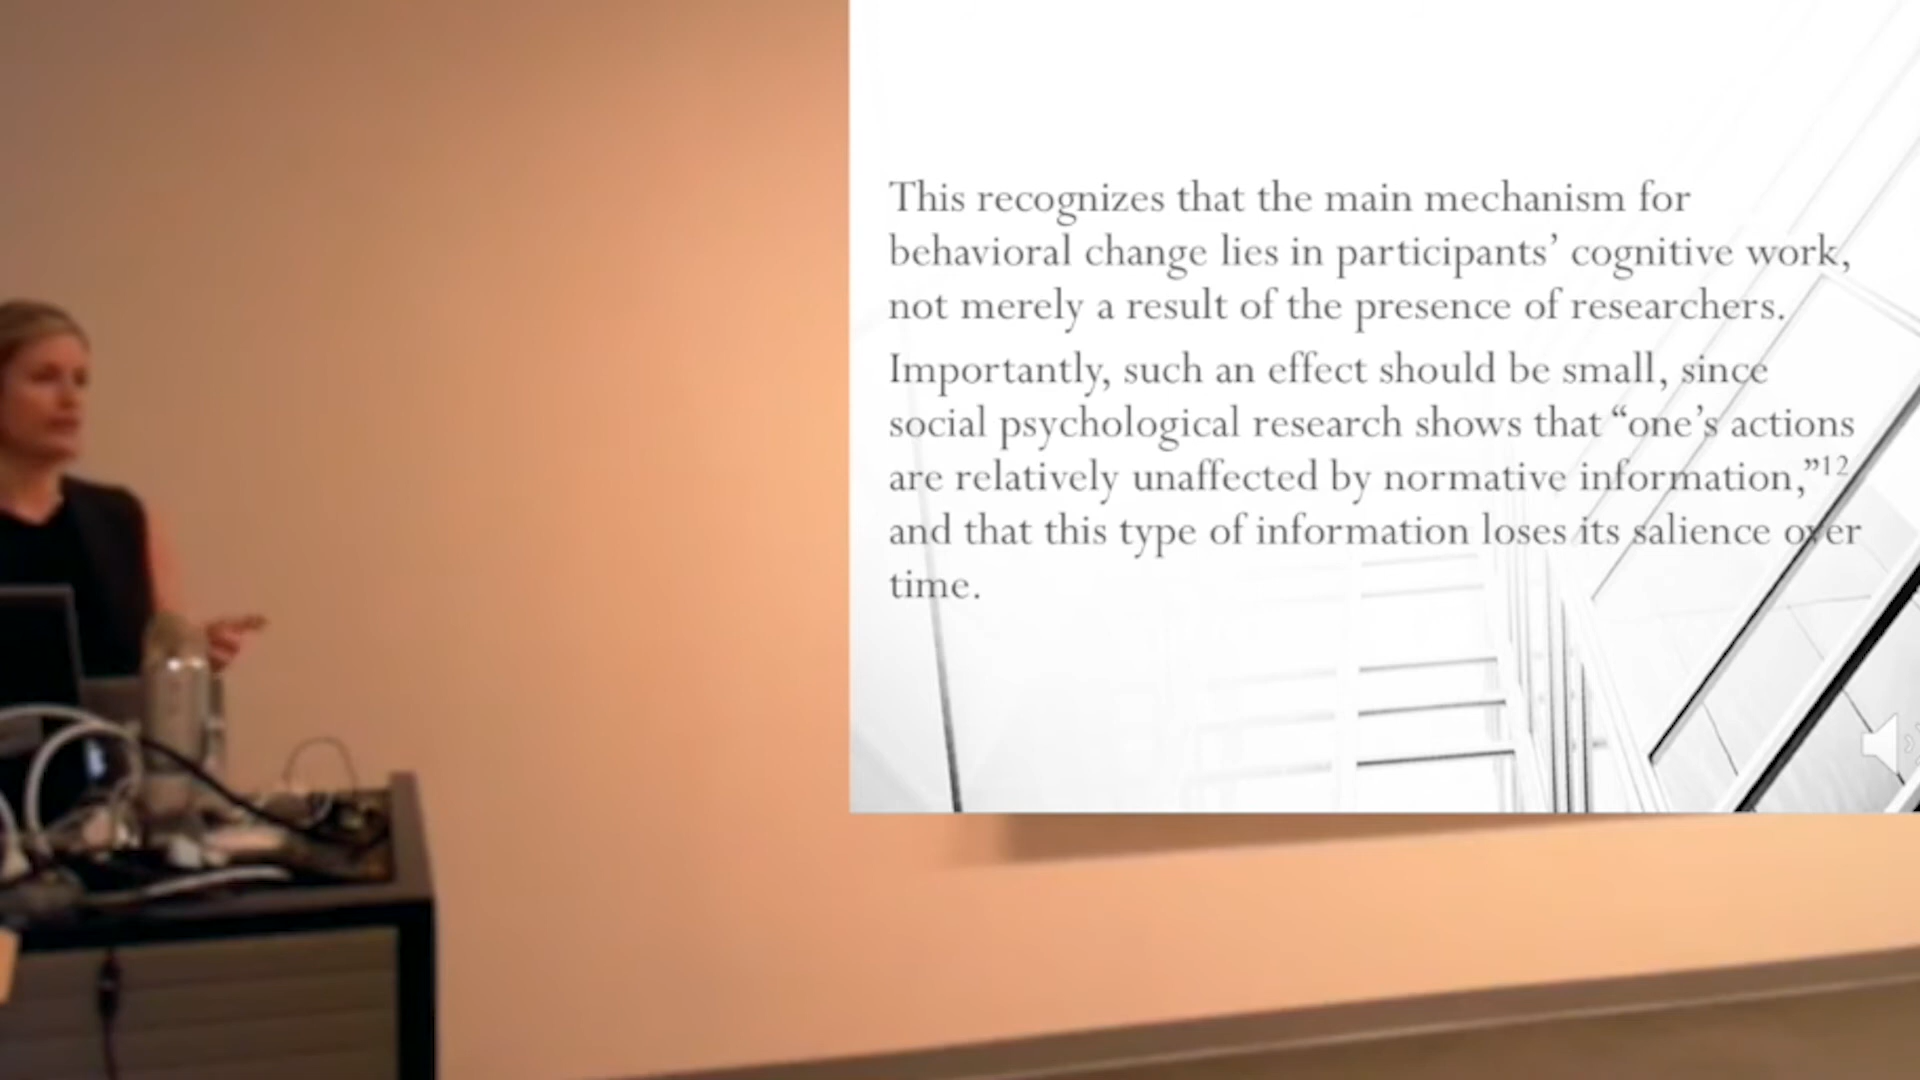 This recognizes that the main mechanism for
behavioral change lies in participants’ cognitive work,
not merely a result of the presence of researchers.
Importantly, such an effect should be small, since
social psychological research shows that “one’s actions
are relatively unaffected by normative information,”12
and that this type of information loses its salience over
time.